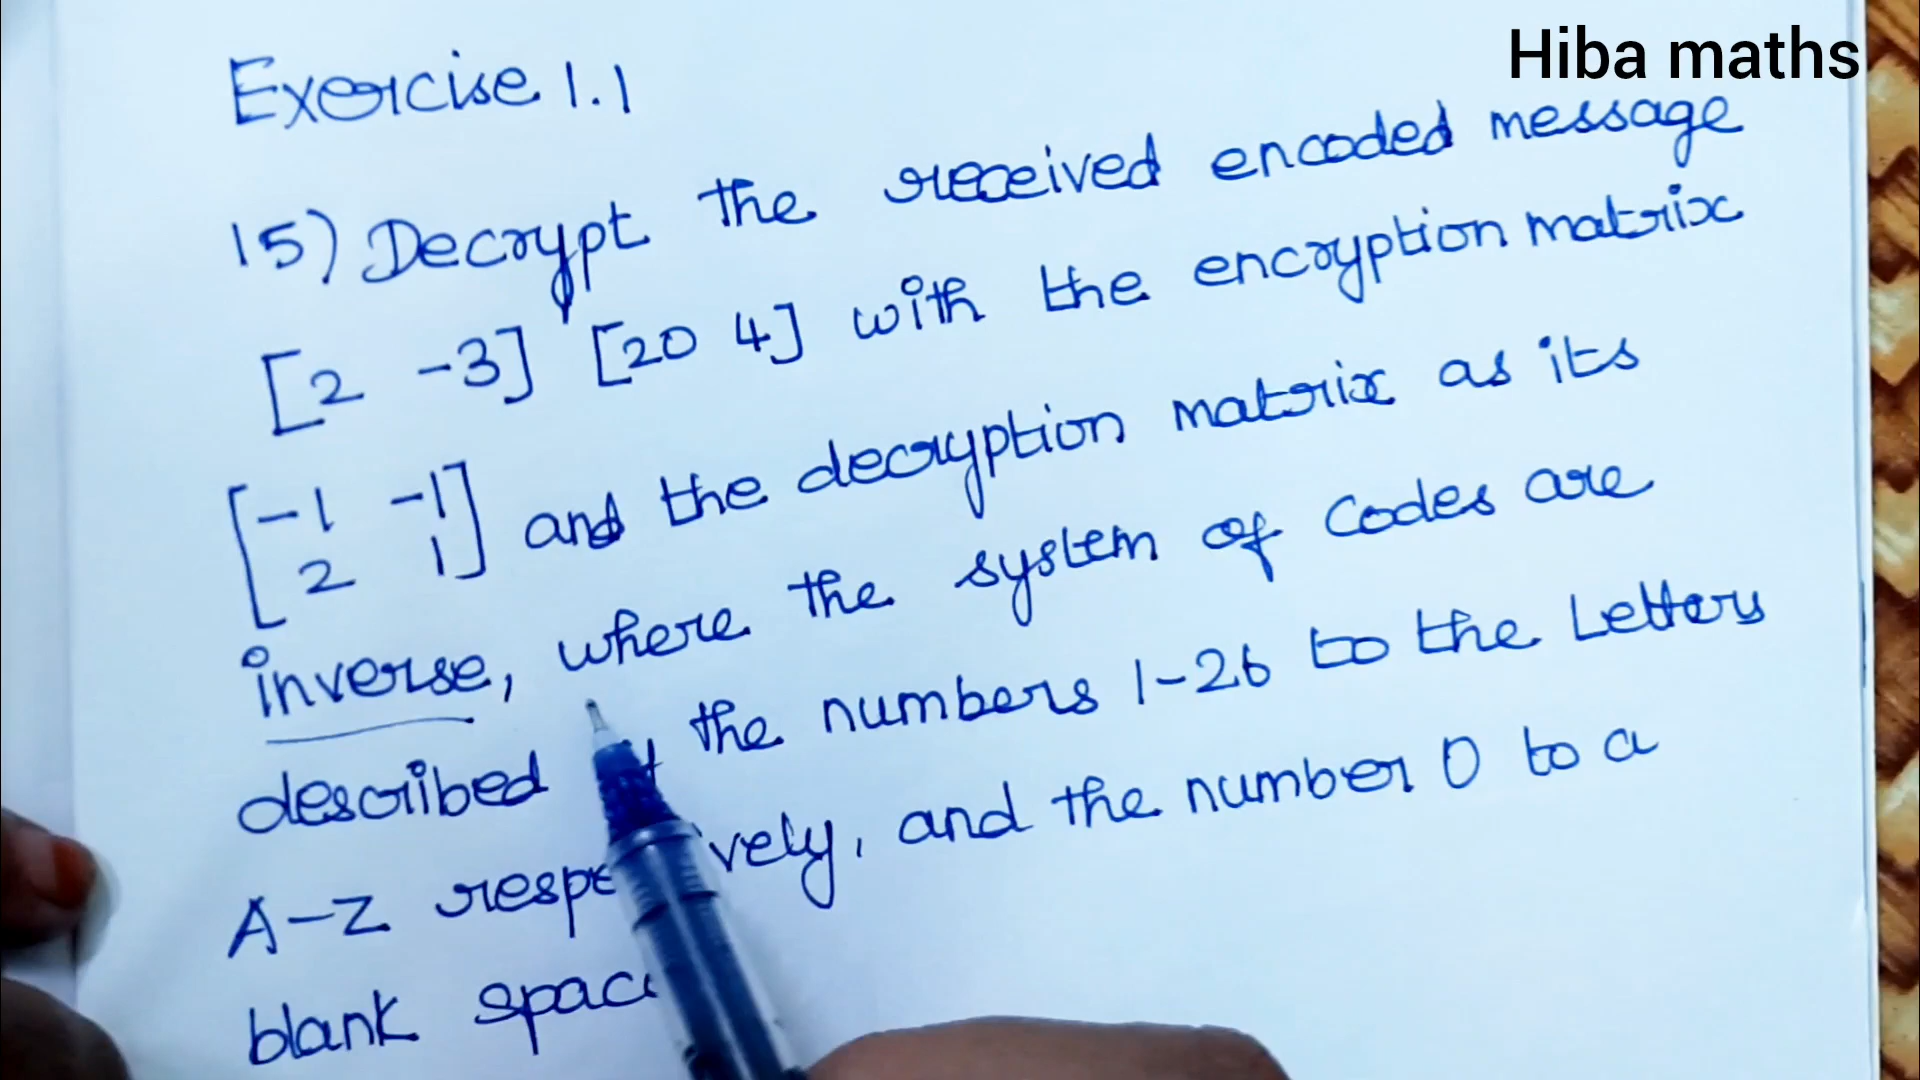 Hiba maths
Exercise 1.1
15) Decrypt the received encoded message
[2 -3] [20 4] with the encryption matrix
[-1 -1
2 1] and the decryption matrix as its
inverse, where the system of codes are
described the numbers 1-26 to the Letters
A-Z and the number 0 to a
blank